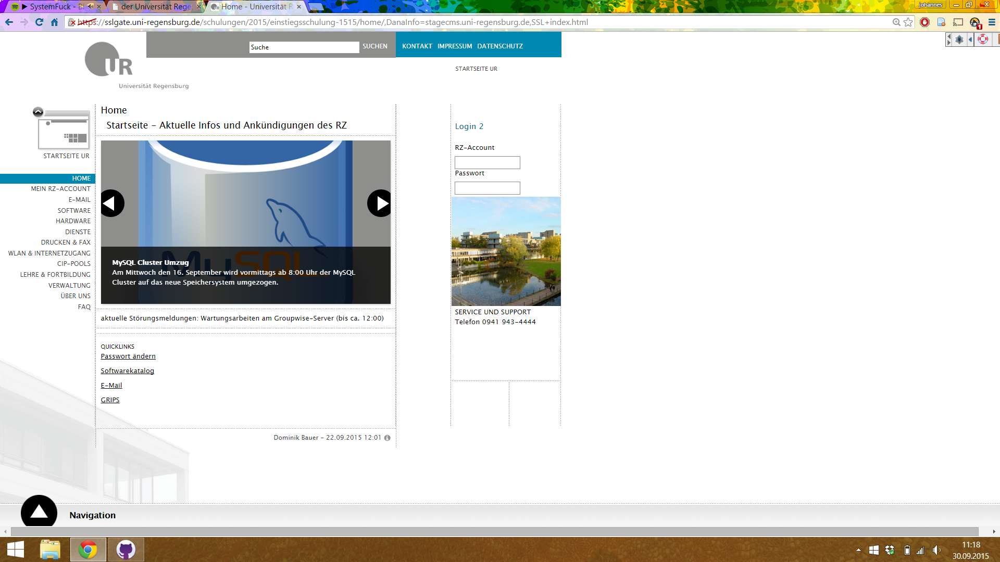 ▶ SystemFuck - Bl
der Universität Rege
Home - Universität R
johannes
https://sslgate.uni-regensburg.de/schulungen/2015/einstiegsschulung-1515/home/,DanaInfo=stagecms.uni-regensburg.de,SSL+index.html
1
Suche
SUCHEN
KONTAKT IMPRESSUM DATENSCHUTZ
UR
Universität Regensburg
STARTSEITE UR
STARTSEITE UR
HOME
MEIN RZ-ACCOUNT
E-MAIL
SOFTWARE
HARDWARE
DIENSTE
DRUCKEN & FAX
WLAN & INTERNETZUGANG
CIP-POOLS
LEHRE & FORTBILDUNG
VERWALTUNG
ÜBER UNS
FAQ
Home
Startseite - Aktuelle Infos und Ankündigungen des RZ
MySQL
MySQL Cluster Umzug
Am Mittwoch den 16. September wird vormittags ab 8:00 Uhr der MySQL
Cluster auf das neue Speichersystem umgezogen.
aktuelle Störungsmeldungen: Wartungsarbeiten am Groupwise-Server (bis ca. 12:00)
QUICKLINKS
Passwort ändern
Softwarekatalog
E-Mail
GRIPS
Dominik Bauer - 22.09.2015 12:01
Login 2
RZ-Account
Passwort
SERVICE UND SUPPORT
Telefon 0941 943-4444
Navigation
11:18
30.09.2015